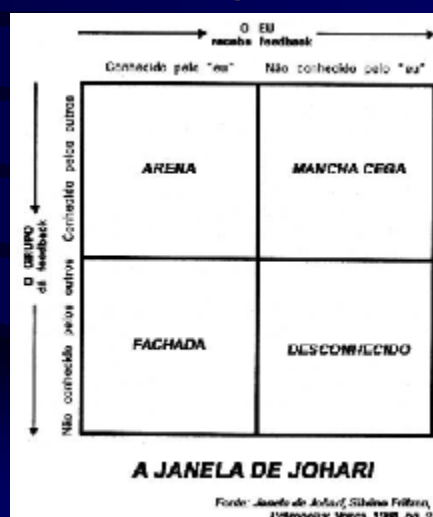 O EU
recebe feedback
Conhecido pelo "eu" Não conhecido pelo "eu"
O GRUPO
dá feedback
Conhecido pelos outros
ARENA MANCHA CEGA
Não conhecido pelos outros
FACHADA DESCONHECIDO
A JANELA DE JOHARI
Fonte: Janela de Johari, Silvino Fritzen,
Vozes,